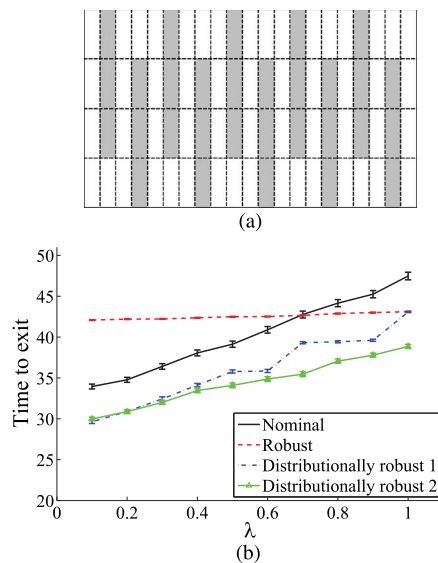 (a)
Time to exit
50
45
40
35
30
25
20
0
0.2
0.4
0.6
0.8
1
λ
Nominal
Robust
Distributionally robust 1
Distributionally robust 2
(b)